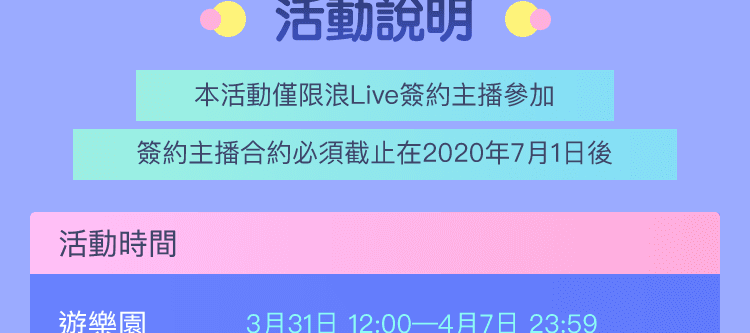 活動說明
本活動僅限浪Live簽約主播參加
簽約主播合約必須截止在2020年7月1日後
活動時間
遊樂園 3月31日 12:00—4月7日 23:59